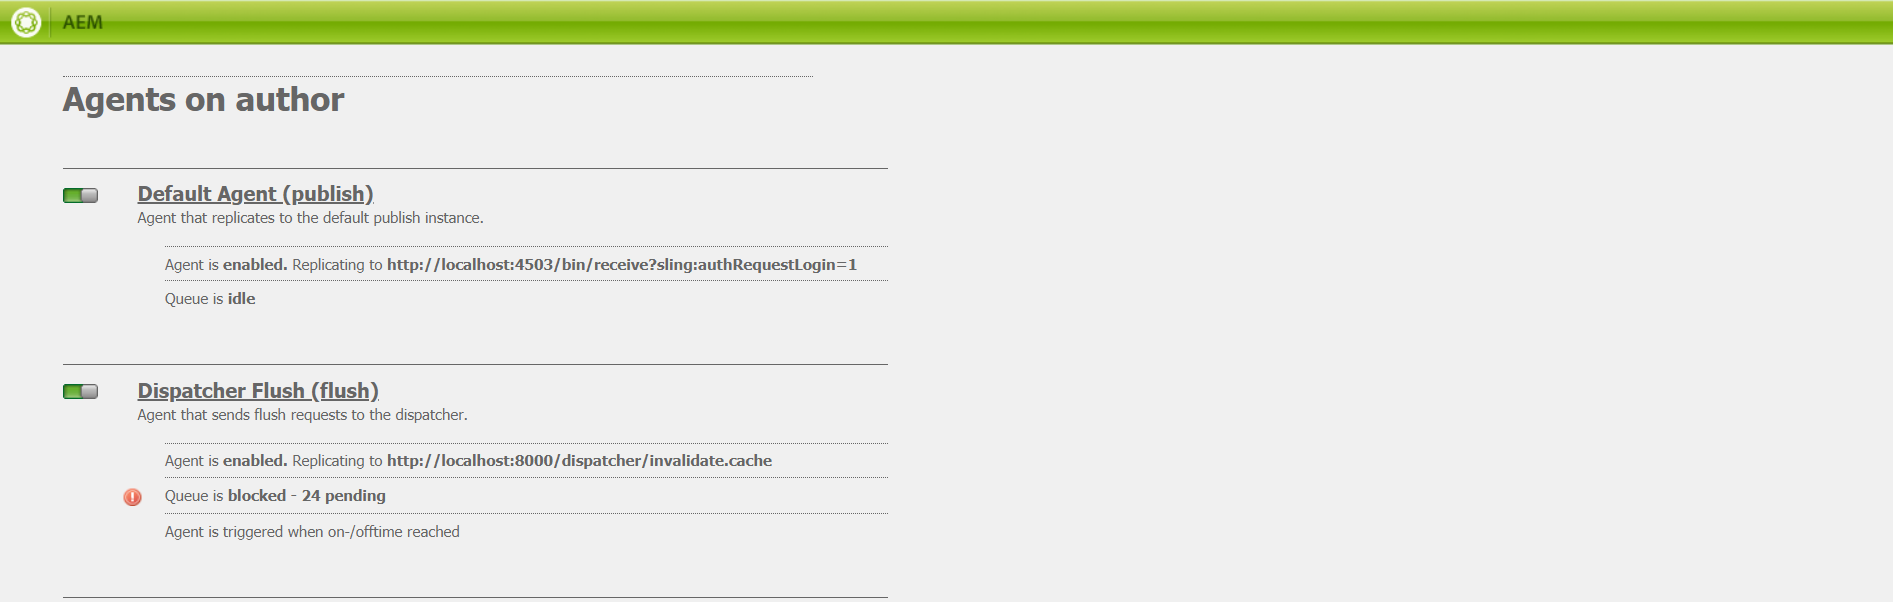 AEM
Agents on author
Default Agent (publish)
Agent that replicates to the default publish instance.
Agent is enabled. Replicating to http://localhost:4503/bin/receive?sling:authRequestLogin=1
Queue is idle
Dispatcher Flush (flush)
Agent that sends flush requests to the dispatcher.
Agent is enabled. Replicating to http://localhost:8000/dispatcher/invalidate.cache
Queue is blocked - 24 pending
Agent is triggered when on-/offtime reached